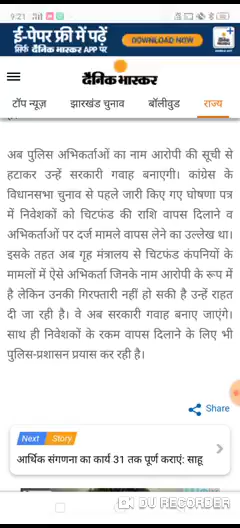 9:21
ई-पेपर फ्री में पढ़ें
सिर्फ दैनिक भास्कर APP पर
DOWNLOAD NOW
दैनिक भास्कर
टॉप न्यूज़ झारखंड चुनाव बॉलीवुड राज्य
अब पुलिस अभिकर्ताओं का नाम आरोपी की सूची से
हटाकर उन्हें सरकारी गवाह बनाएगी। कांग्रेस के
विधानसभा चुनाव से पहले जारी किए गए घोषणा पत्र
में निवेशकों को चिटफंड की राशि वापस दिलाने व
अभिकर्ताओं पर दर्ज मामले वापस लेने का उल्लेख था।
इसके तहत अब गृह मंत्रालय से चिटफंड कंपनियों के
मामलों में ऐसे अभिकर्ता जिनके नाम आरोपी के रूप में
है लेकिन उनकी गिरफ्तारी नहीं हो सकी है उन्हें राहत
दी जा रही है। वे अब सरकारी गवाह बनाए जाएंगे।
साथ ही निवेशकों के रकम वापस दिलाने के लिए भी
पुलिस-प्रशासन प्रयास कर रही है।
Share
Next Story
आर्थिक संगणना का कार्य 31 तक पूर्ण कराएं: साहू
DU RECORDER